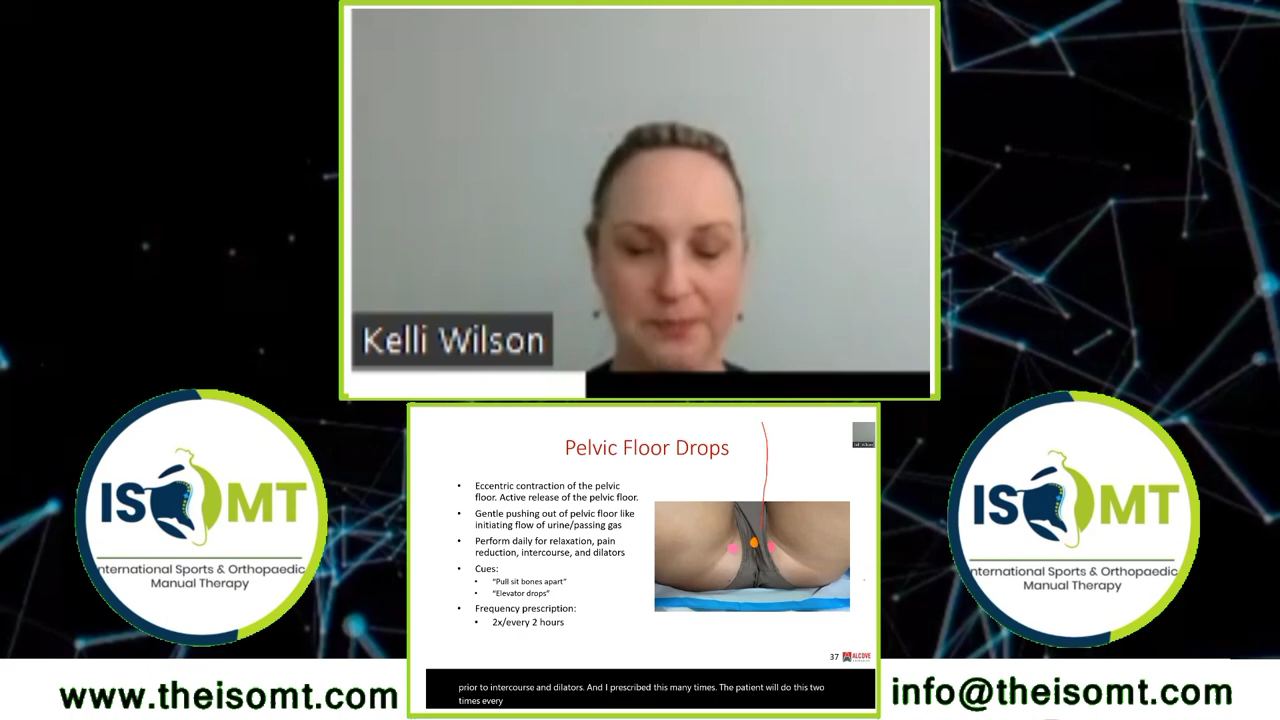 Kelli Wilson
Pelvic Floor Drops
• Eccentric contraction of the pelvic
floor. Active release of the pelvic floor.
• Gentle pushing out of pelvic floor like
initiating flow of urine/passing gas
• Perform daily for relaxation, pain
reduction, intercourse, and dilators
• Cues:
• “Pull sit bones apart”
• “Elevator drops”
• Frequency prescription:
• 2x/every 2 hours
37
ALCOVE
prior to intercourse and dilators. And I prescribed this many times. The patient will do this two
times every
ISOMT
International Sports & Orthopaedic
Manual Therapy
ISOMT
International Sports & Orthopaedic
Manual Therapy
www.theisomt.com
info@theisomt.com